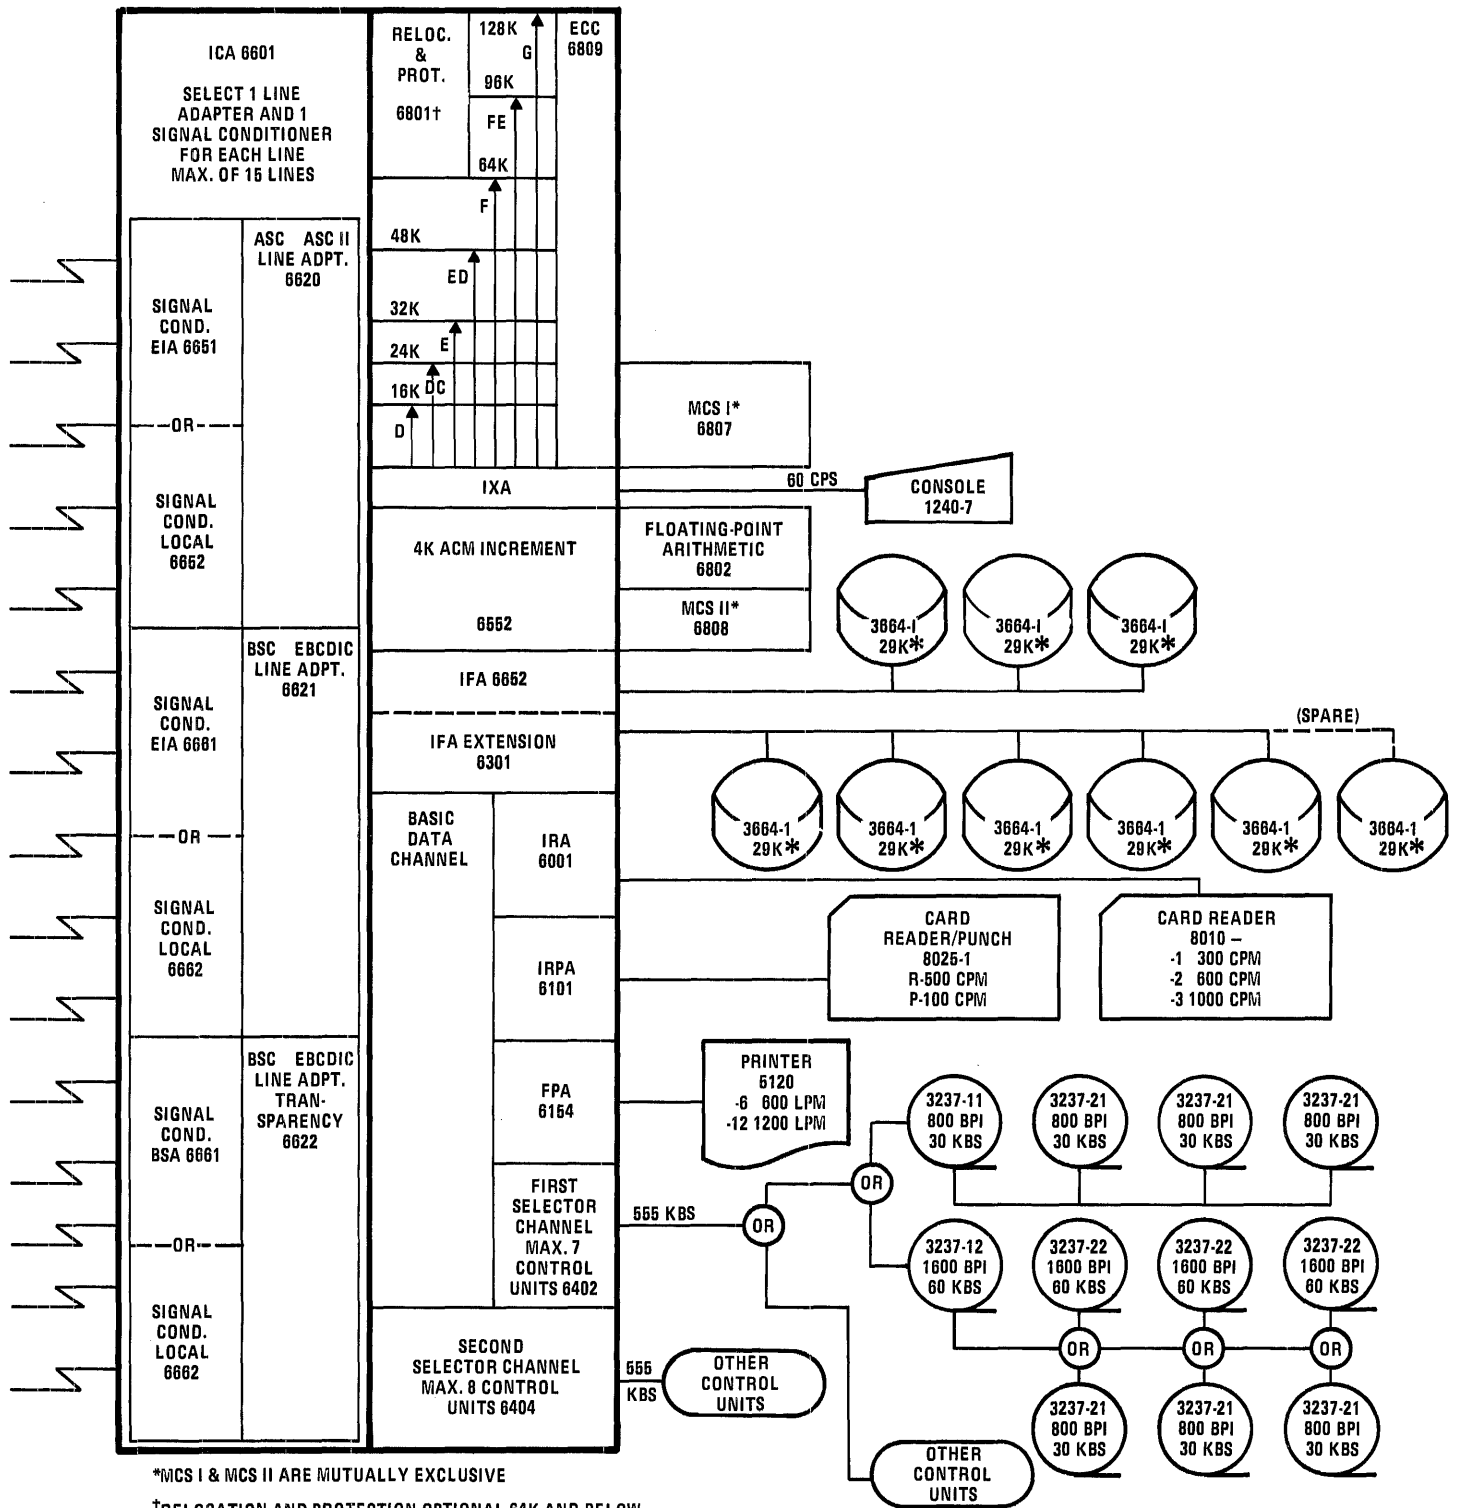 ICA 6601
SELECT 1 LINE
ADAPTER AND 1
SIGNAL CONDITIONER
FOR EACH LINE
MAX. OF 15 LINES
ASC ASC II
LINE ADPT.
6620
SIGNAL
COND.
EIA 6651
OR
SIGNAL
COND.
LOCAL
6652
BSC EBCDIC
LINE ADPT.
6621
SIGNAL
COND.
EIA 6661
OR
SIGNAL
COND.
LOCAL
6662
BSC EBCDIC
LINE ADPT.
TRAN-
SPARENCY
6622
SIGNAL
COND.
BSA 6661
OR
SIGNAL
COND.
LOCAL
6662
RELOC.
&
PROT.
6801†
128K
G
96K
FE
64K
F
48K
ED
32K
E
24K
DC
16K
D
ECC
6809
IXA
4K ACM INCREMENT
6552
IFA 6652
IFA EXTENSION
6301
BASIC
DATA
CHANNEL
IRA
6001
IRPA
6101
FPA
6154
FIRST
SELECTOR
CHANNEL
MAX. 7
CONTROL
UNITS 6402
SECOND
SELECTOR CHANNEL
MAX. 8 CONTROL
UNITS 6404
MCS I*
6807
60 CPS
CONSOLE
1240-7
FLOATING-POINT
ARITHMETIC
6802
MCS II*
6808
3664-I
29K*
3664-I
29K*
3664-I
29K*
(SPARE)
3664-1
29K*
3664-1
29K*
3664-1
29K*
3664-1
29K*
3664-1
29K*
3664-1
29K*
CARD
READER/PUNCH
8025-1
R-500 CPM
P-100 CPM
CARD READER
8010 –
-1 300 CPM
-2 600 CPM
-3 1000 CPM
PRINTER
5120
-6 600 LPM
-12 1200 LPM
555 KBS
OR
OR
3237-11
800 BPI
30 KBS
3237-21
800 BPI
30 KBS
3237-21
800 BPI
30 KBS
3237-21
800 BPI
30 KBS
3237-12
1600 BPI
60 KBS
3237-22
1600 BPI
60 KBS
3237-22
1600 BPI
60 KBS
3237-22
1600 BPI
60 KBS
OR
OR
OR
3237-21
800 BPI
30 KBS
3237-21
800 BPI
30 KBS
3237-21
800 BPI
30 KBS
555
KBS
OTHER
CONTROL
UNITS
OTHER
CONTROL
UNITS
*MCS I & MCS II ARE MUTUALLY EXCLUSIVE
†RELOCATION AND PROTECTION OPTIONAL 64K AND BELOW